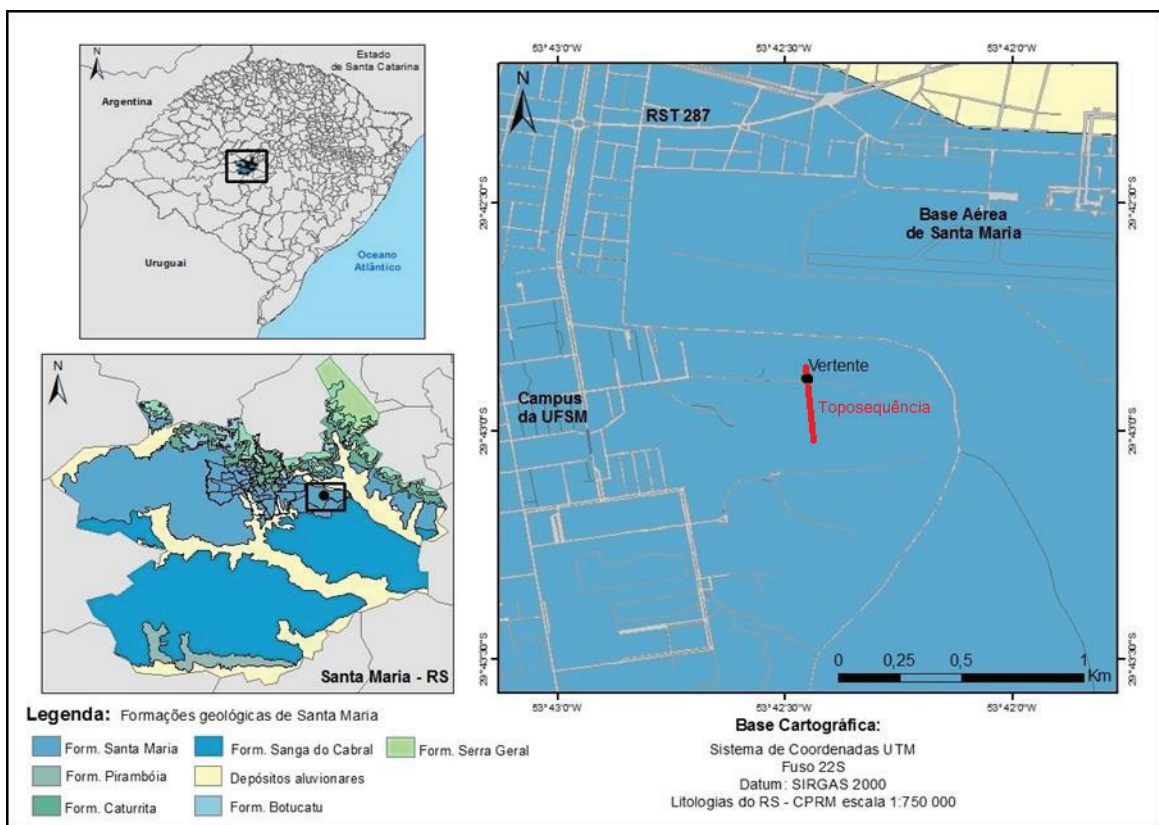 N
Estado
de Santa Catarina
Argentina
Uruguai
Oceano
Atlântico
N
Santa Maria - RS
53°43'0"W
53°42'30"W
53°42'0"W
N
RST 287
29°42'30"S
29°42'30"S
Base Aérea
de Santa Maria
Vertente
Toposequência
Campus
da UFSM
29°43'0"S
29°43'0"S
29°43'30"S
29°43'30"S
0 0,25 0,5 1
Km
53°43'0"W
53°42'30"W
53°42'0"W
Legenda: Formações geológicas de Santa Maria
Form. Santa Maria
Form. Sanga do Cabral
Form. Serra Geral
Form. Pirambóia
Depósitos aluvionares
Form. Caturrita
Form. Botucatu
Base Cartográfica:
Sistema de Coordenadas UTM
Fuso 22S
Datum: SIRGAS 2000
Litologias do RS - CPRM escala 1:750 000